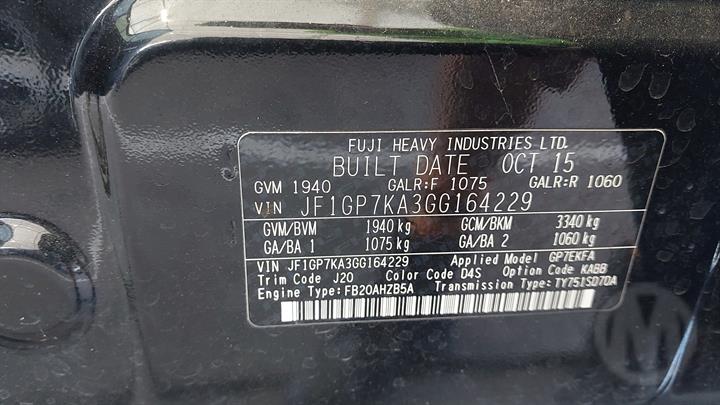 FUJI HEAVY INDUSTRIES LTD.
BUILT DATE OCT 15
GVM 1940 GALR:F 1075 GALR:R 1060
VIN JF1GP7KA3GG164229
GVM/BVM 1940 kg GCM/BKM 3340 kg
GA/BA 1 1075 kg GA/BA 2 1060 kg
VIN JF1GP7KA3GG164229 Applied Model GP7EKFA
Trim Code J20 Color Code D4S Option Code KABB
Engine Type:FB20AHZB5A Transmission Type:TY751SD7DA
M